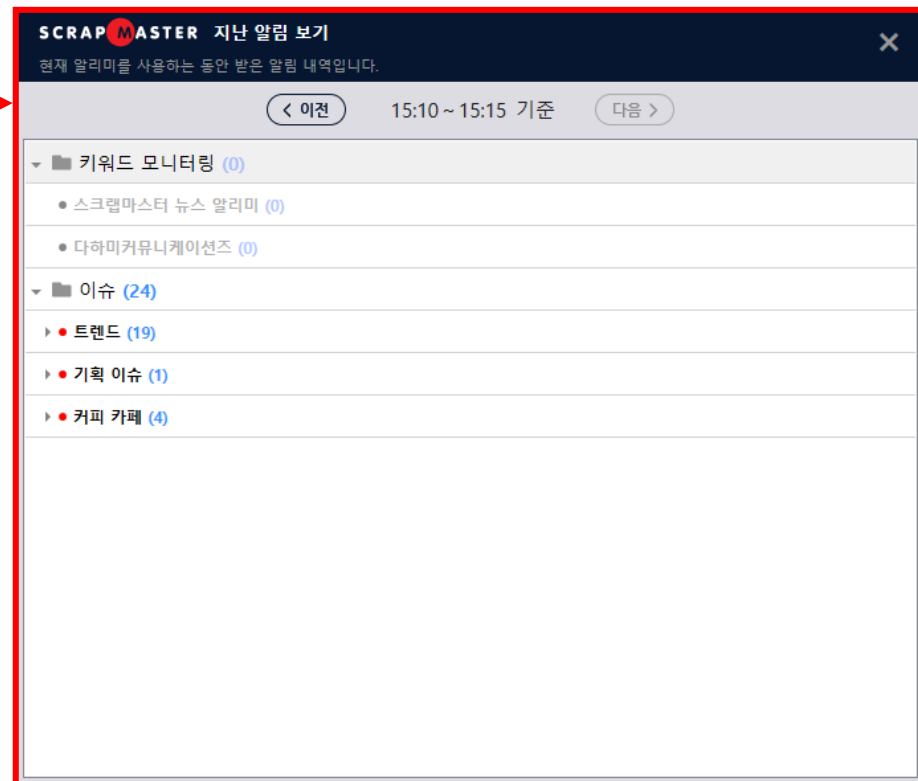 SCRAPMASTER 지난 알림 보기
현재 알리미를 사용하는 동안 받은 알림 내역입니다.
< 이전 15:10 ~ 15:15 기준 다음 >
키워드 모니터링 (0)
스크랩마스터 뉴스 알리미 (0)
다하미커뮤니케이션즈 (0)
이슈 (24)
트렌드 (19)
기획 이슈 (1)
커피 카페 (4)